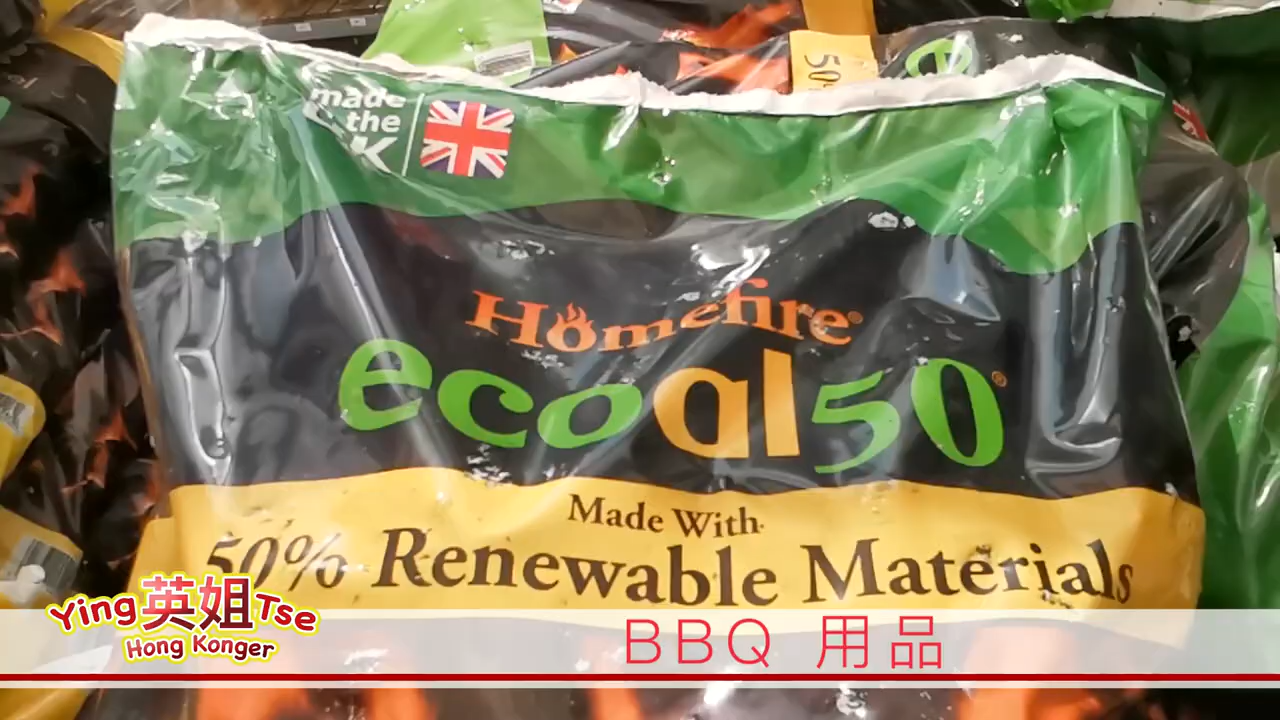 made
the
K
50
Homefire®
ecoal50®
Made With
50% Renewable Materials
Ying英姐Tse
Hong Konger
BBQ 用品